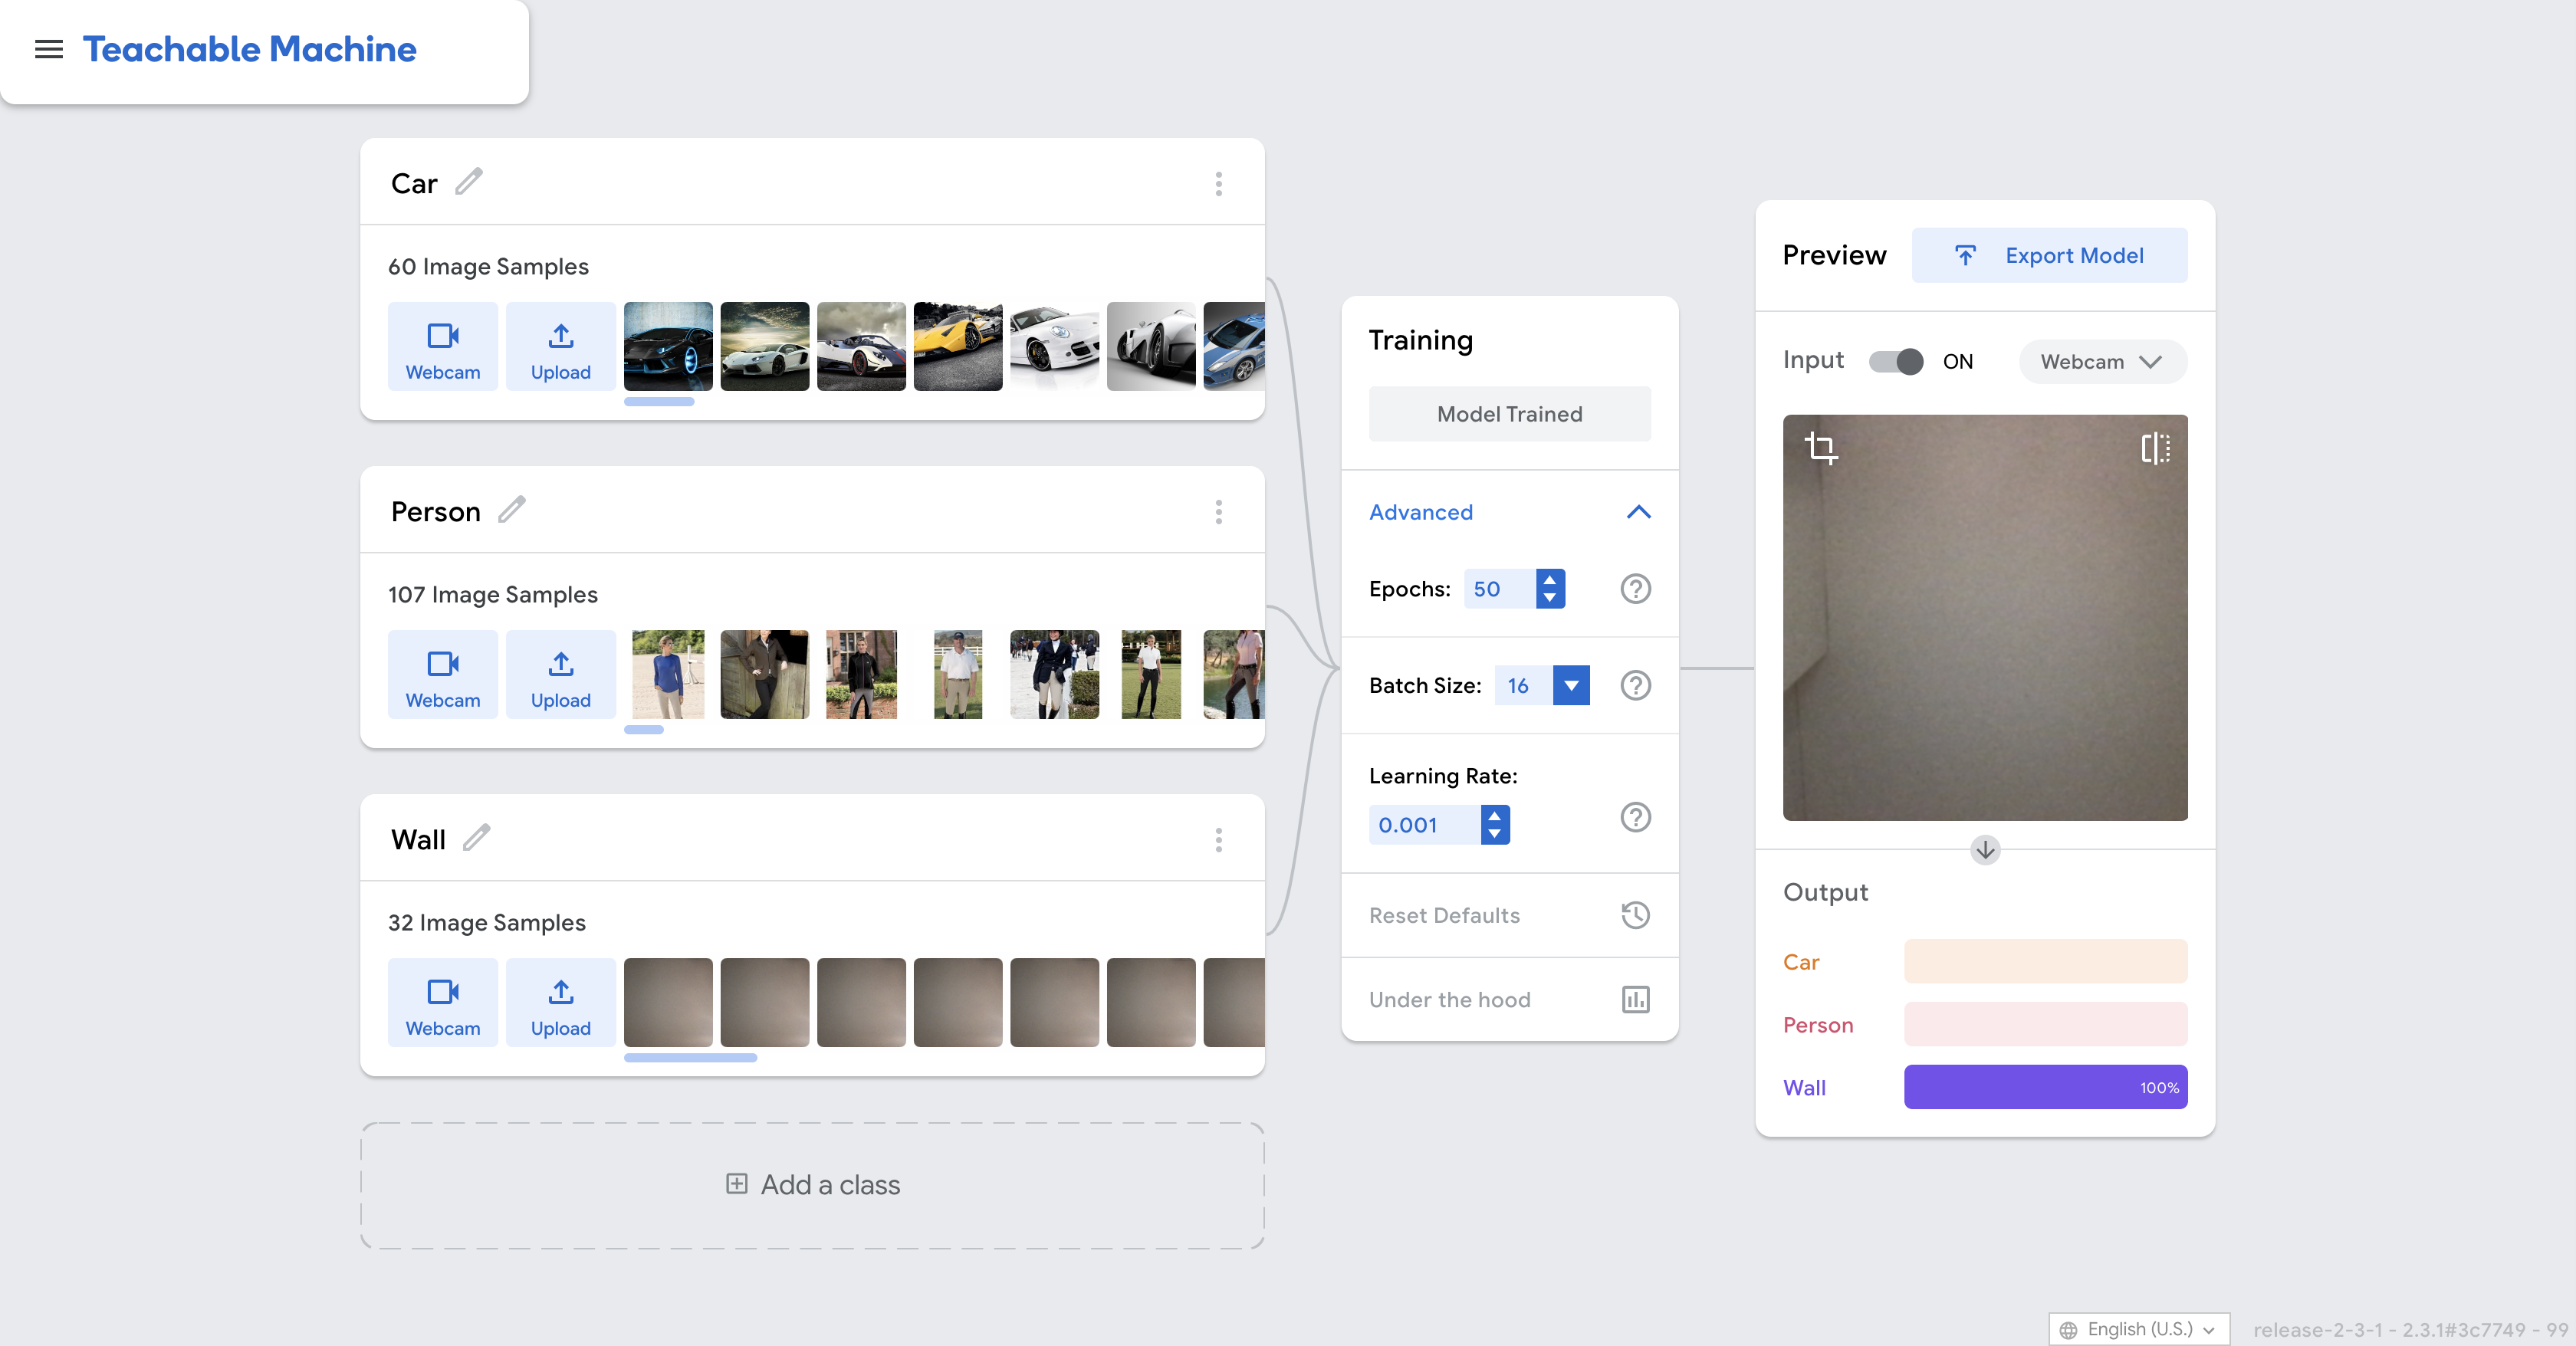 Teachable Machine
Car
60 Image Samples
Webcam
Upload
Person
107 Image Samples
Webcam
Upload
Wall
32 Image Samples
Webcam
Upload
Add a class
Training
Model Trained
Advanced
Epochs: 50
Batch Size: 16
Learning Rate:
0.001
Reset Defaults
Under the hood
Preview
Export Model
Input ON Webcam
Output
Car
Person
Wall 100%
English (U.S.)
release-2-3-1 - 2.3.1#3c7749 - 99